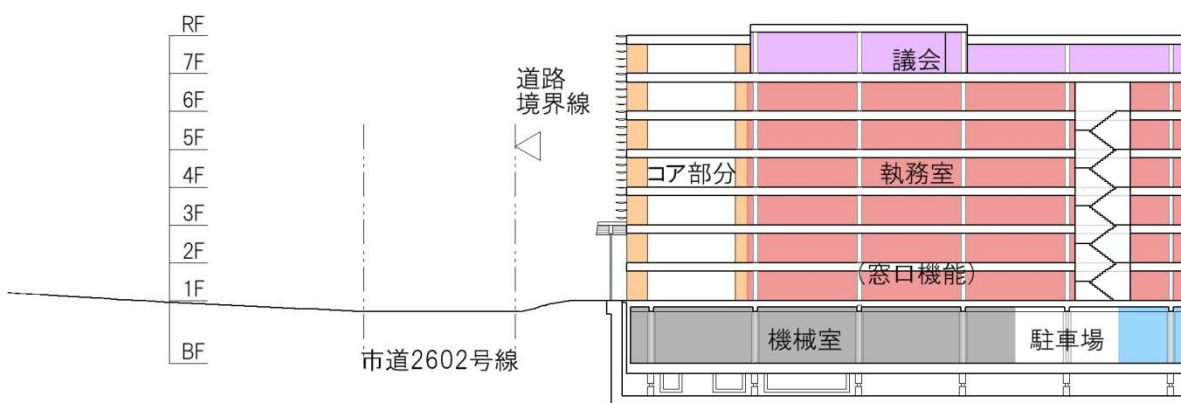 RF
7F
6F
5F
4F
3F
2F
1F
BF
道路
境界線
市道2602号線
議会
コア部分
執務室
(窓口機能)
機械室
駐車場